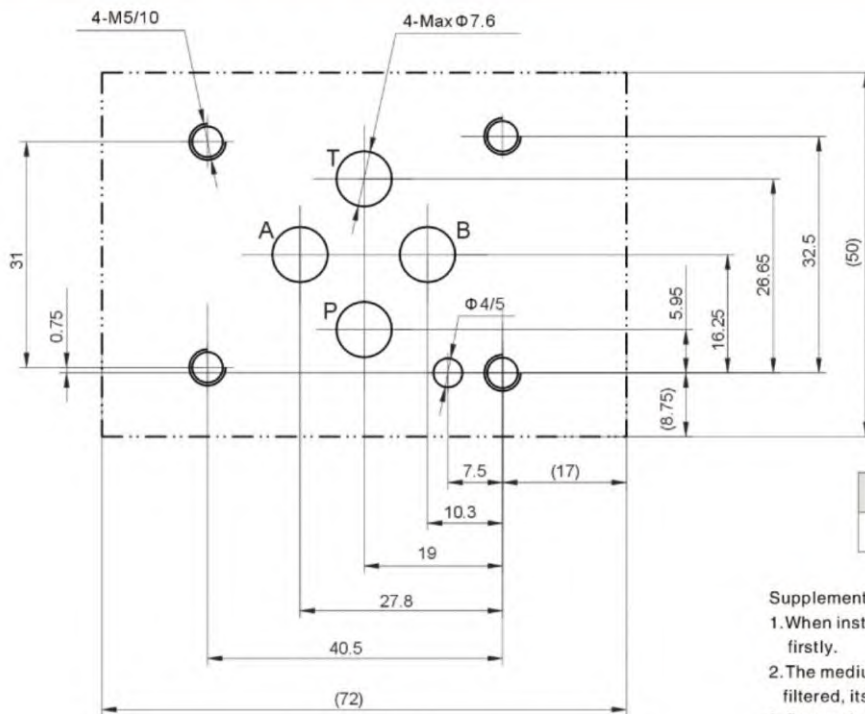 4-M5/10
4-MaxΦ7.6
T
A
B
P
Φ4/5
31
0.75
5.95
16.25
26.65
32.5
(50)
(8.75)
7.5
(17)
10.3
19
27.8
40.5
(72)
Supplement
1.When inst
firstly.
2.The mediu
filtered, its